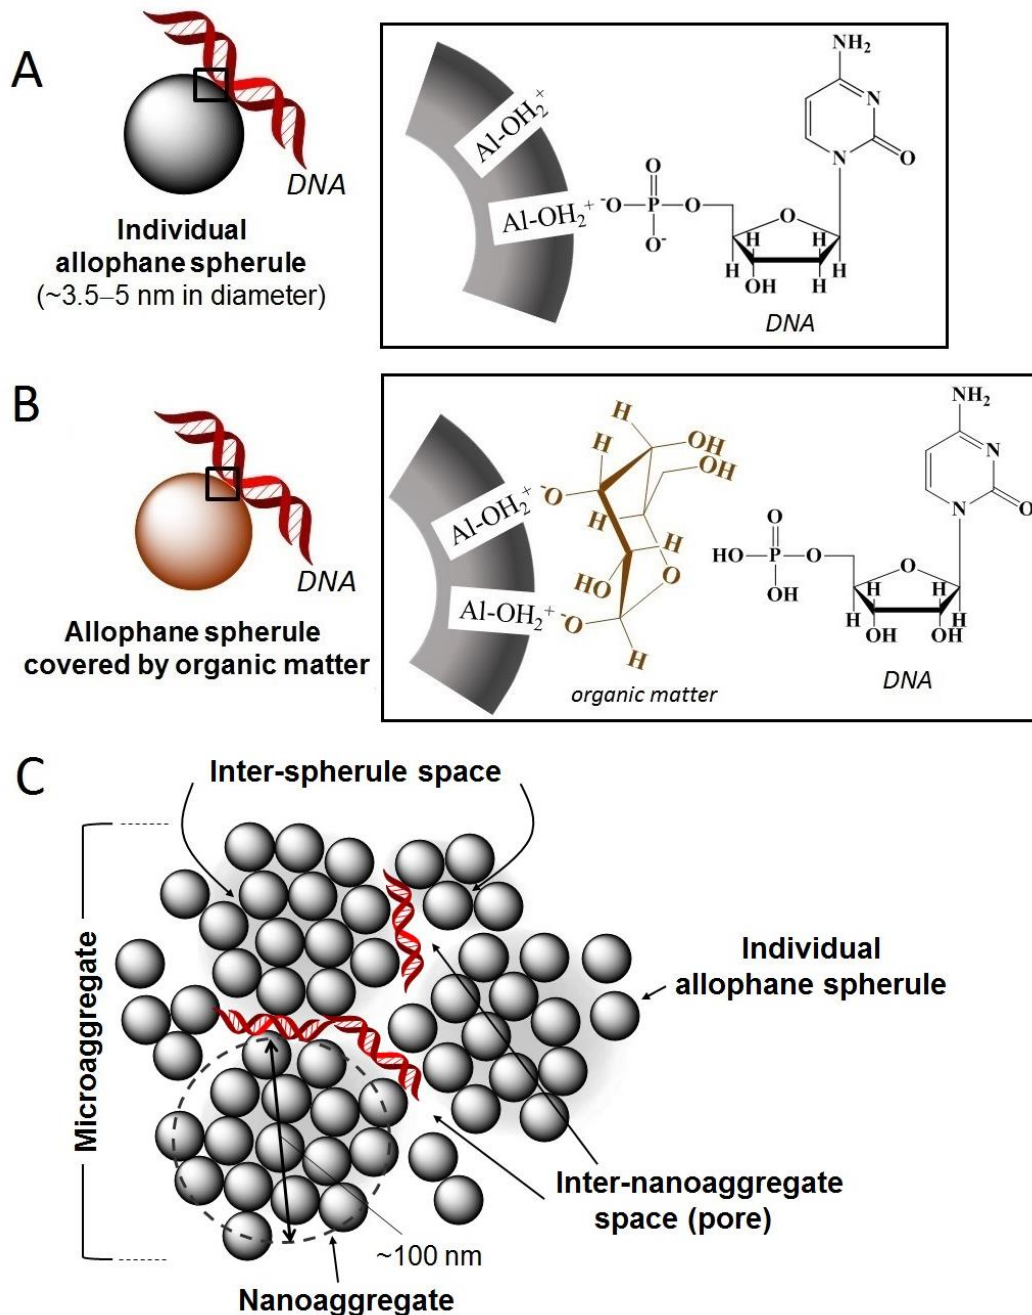 A
DNA
Individual
allophane spherule
(~3.5–5 nm in diameter)
Al-OH2+
Al-OH2+
-O
P
O
O
O-
O
H
H
H
H
OH
H
NH2
N
N
O
DNA
B
DNA
Allophane spherule
covered by organic matter
Al-OH2+
Al-OH2+
-O
-O
H
H
OH
OH
H
H
HO
O
H
organic matter
HO
P
O
O
OH
O
H
H
H
H
OH
OH
NH2
N
N
O
DNA
C
Inter-spherule space
Microaggregate
Individual
allophane spherule
Inter-nanoaggregate
space (pore)
~100 nm
Nanoaggregate